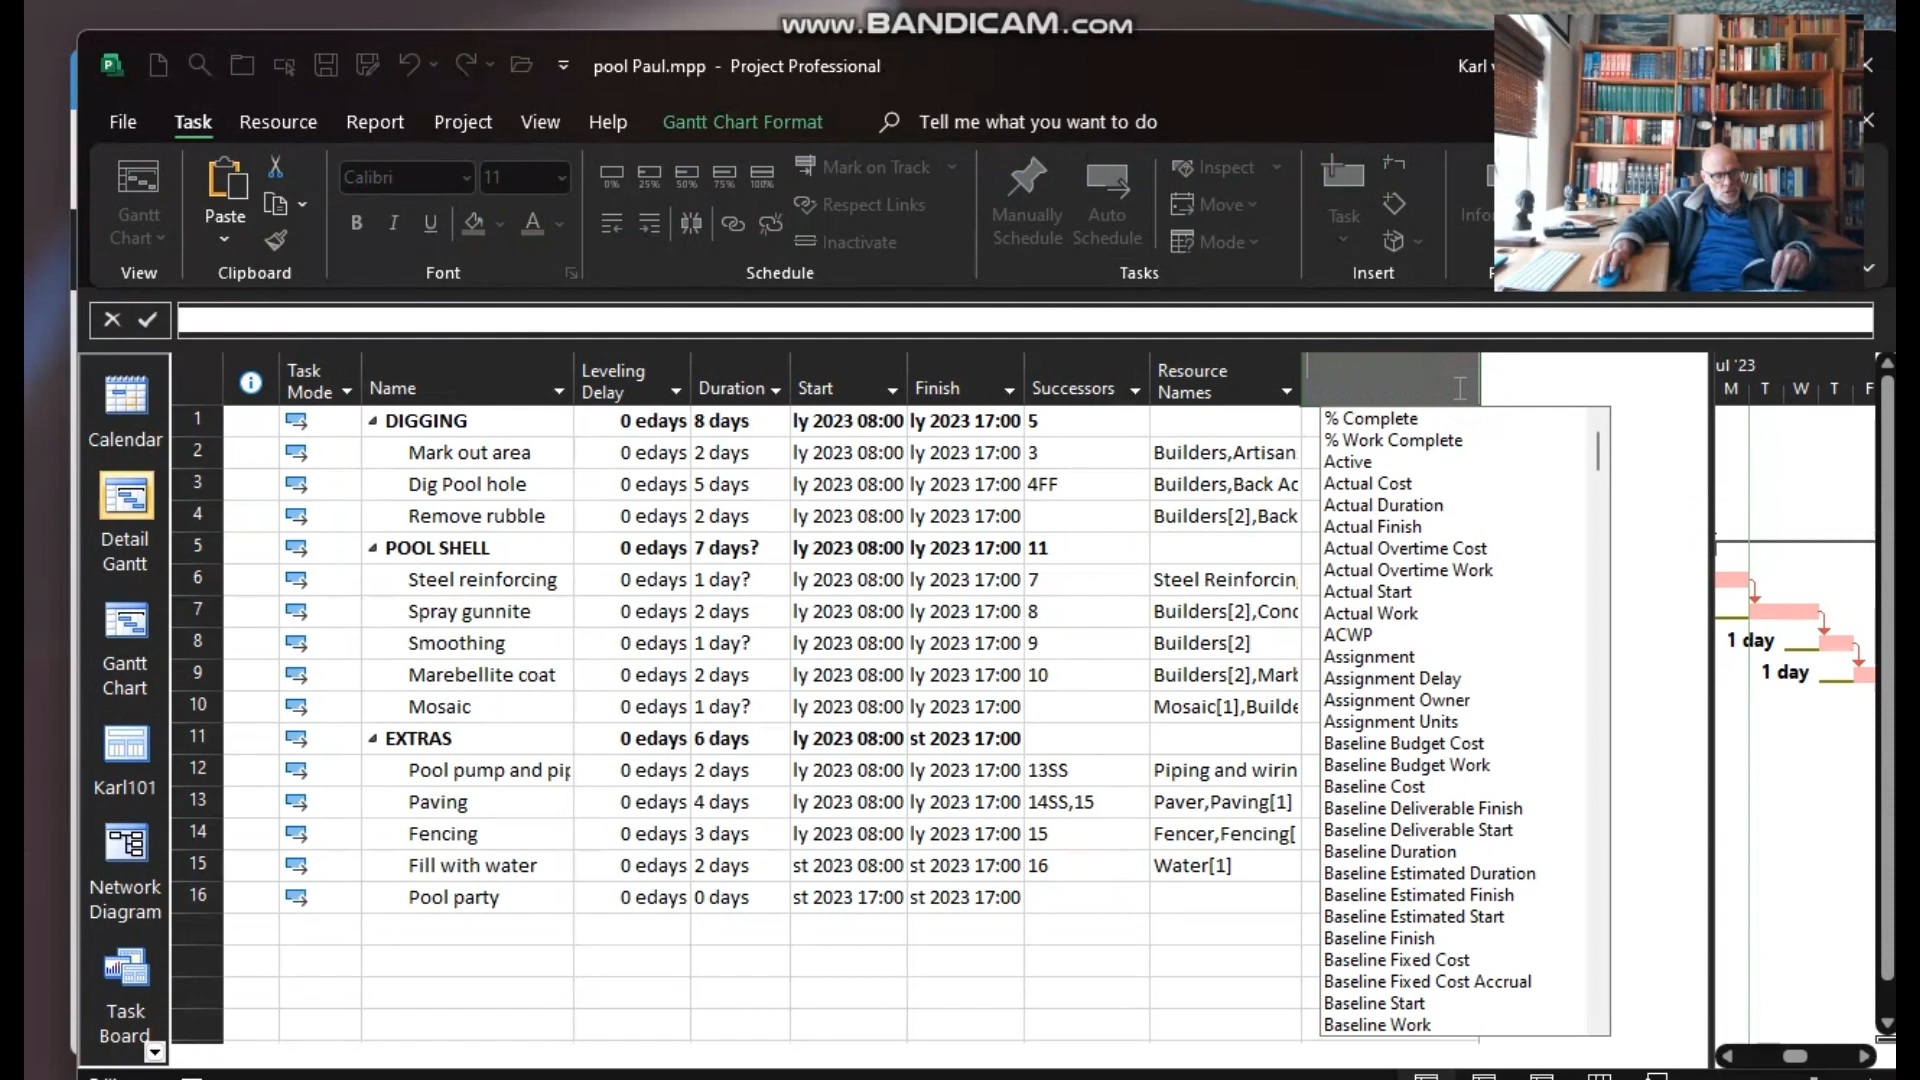 www.BANDICAM.com
pool Paul.mpp - Project Professional
Karl
File Task Resource Report Project View Help Gantt Chart Format Tell me what you want to do
Gantt Chart
View
Paste
Clipboard
Calibri 11
B I U A
Font
0% 25% 50% 75% 100%
Mark on Track
Respect Links
Inactivate
Schedule
Manually Schedule
Auto Schedule
Inspect
Move
Mode
Tasks
Task
Insert
Calendar
Detail Gantt
Gantt Chart
Karl101
Network Diagram
Task Board
Task Mode Name Leveling Delay Duration Start Finish Successors Resource Names
1 DIGGING 0 edays 8 days ly 2023 08:00 ly 2023 17:00 5
2 Mark out area 0 edays 2 days ly 2023 08:00 ly 2023 17:00 3 Builders,Artisan
3 Dig Pool hole 0 edays 5 days ly 2023 08:00 ly 2023 17:00 4FF Builders,Back Ac
4 Remove rubble 0 edays 2 days ly 2023 08:00 ly 2023 17:00 Builders[2],Back
5 POOL SHELL 0 edays 7 days? ly 2023 08:00 ly 2023 17:00 11
6 Steel reinforcing 0 edays 1 day? ly 2023 08:00 ly 2023 17:00 7 Steel Reinforcin
7 Spray gunnite 0 edays 2 days ly 2023 08:00 ly 2023 17:00 8 Builders[2],Conc
8 Smoothing 0 edays 1 day? ly 2023 08:00 ly 2023 17:00 9 Builders[2]
9 Marebellite coat 0 edays 2 days ly 2023 08:00 ly 2023 17:00 10 Builders[2],Mark
10 Mosaic 0 edays 1 day? ly 2023 08:00 ly 2023 17:00 Mosaic[1],Builde
11 EXTRAS 0 edays 6 days ly 2023 08:00 st 2023 17:00
12 Pool pump and pip 0 edays 2 days ly 2023 08:00 ly 2023 17:00 13SS Piping and wirin
13 Paving 0 edays 4 days ly 2023 08:00 ly 2023 17:00 14SS,15 Paver,Paving[1]
14 Fencing 0 edays 3 days ly 2023 08:00 ly 2023 17:00 15 Fencer,Fencing[
15 Fill with water 0 edays 2 days st 2023 08:00 st 2023 17:00 16 Water[1]
16 Pool party 0 edays 0 days st 2023 17:00 st 2023 17:00
% Complete
% Work Complete
Active
Actual Cost
Actual Duration
Actual Finish
Actual Overtime Cost
Actual Overtime Work
Actual Start
Actual Work
ACWP
Assignment
Assignment Delay
Assignment Owner
Assignment Units
Baseline Budget Cost
Baseline Budget Work
Baseline Cost
Baseline Deliverable Finish
Baseline Deliverable Start
Baseline Duration
Baseline Estimated Duration
Baseline Estimated Finish
Baseline Estimated Start
Baseline Finish
Baseline Fixed Cost
Baseline Fixed Cost Accrual
Baseline Start
Baseline Work
ul '23
M T W T F
1 day
1 day